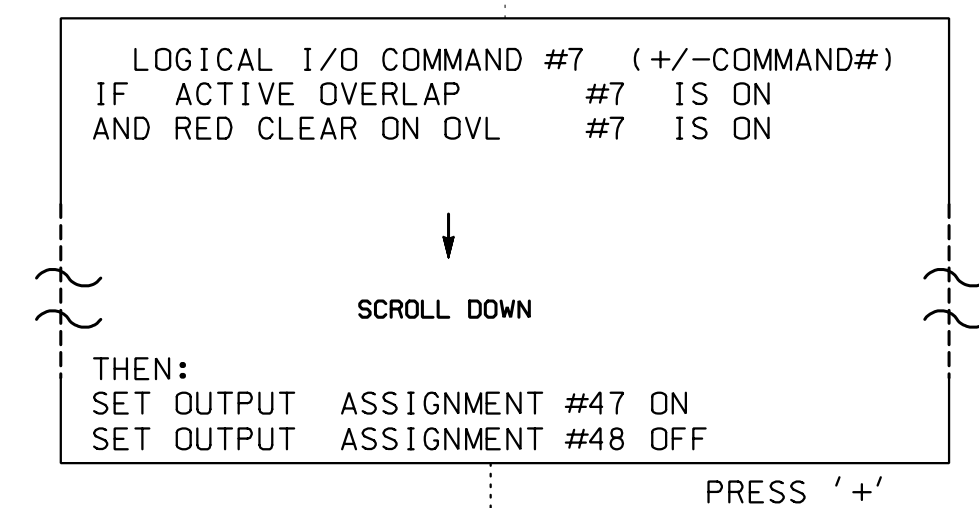 LOGICAL I/O COMMAND #7 (+/-COMMAND#)
IF ACTIVE OVERLAP #7 IS ON
AND RED CLEAR ON OVL #7 IS ON
SCROLL DOWN
THEN:
SET OUTPUT ASSIGNMENT #47 ON
SET OUTPUT ASSIGNMENT #48 OFF
PRESS '+'